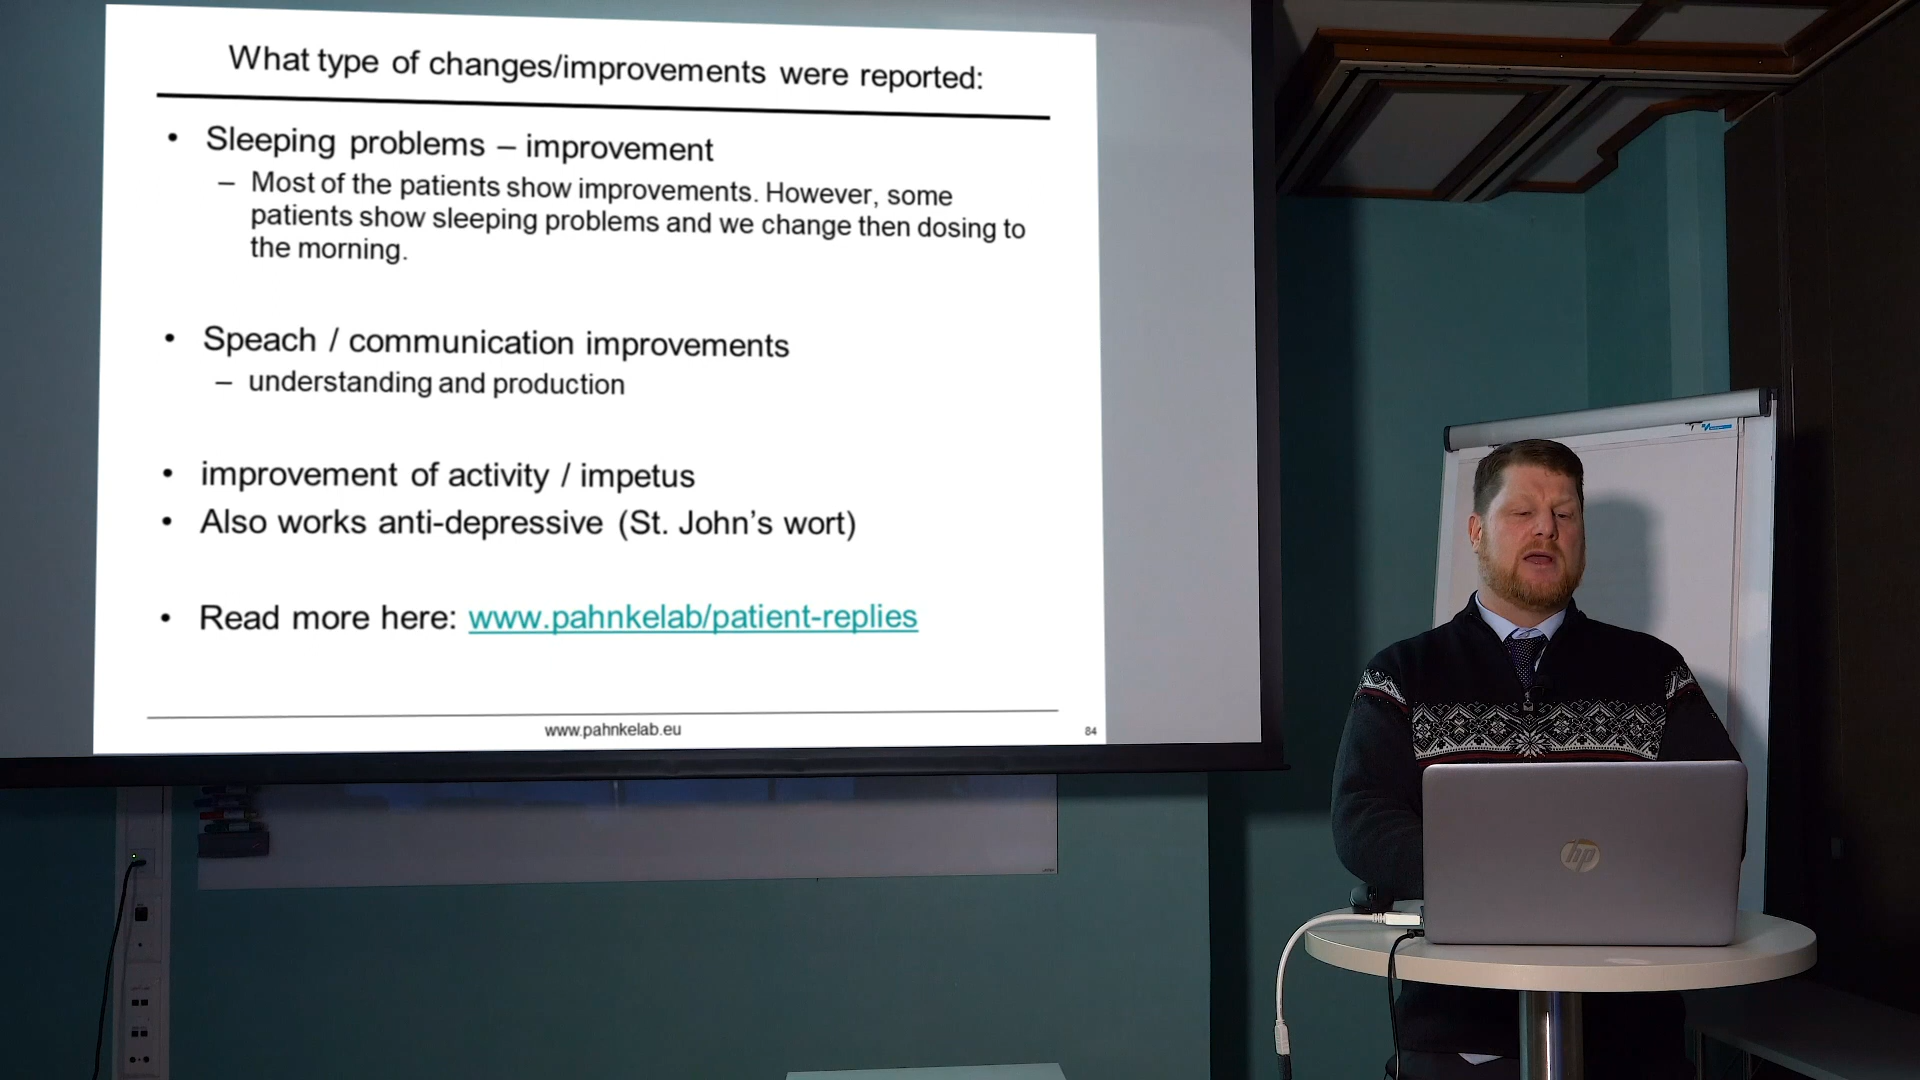 What type of changes/improvements were reported:
• Sleeping problems – improvement
– Most of the patients show improvements. However, some
patients show sleeping problems and we change then dosing to
the morning.
• Speach / communication improvements
– understanding and production
• improvement of activity / impetus
• Also works anti-depressive (St. John's wort)
• Read more here: www.pahnkelab/patient-replies
www.pahnkelab.eu
84
hp